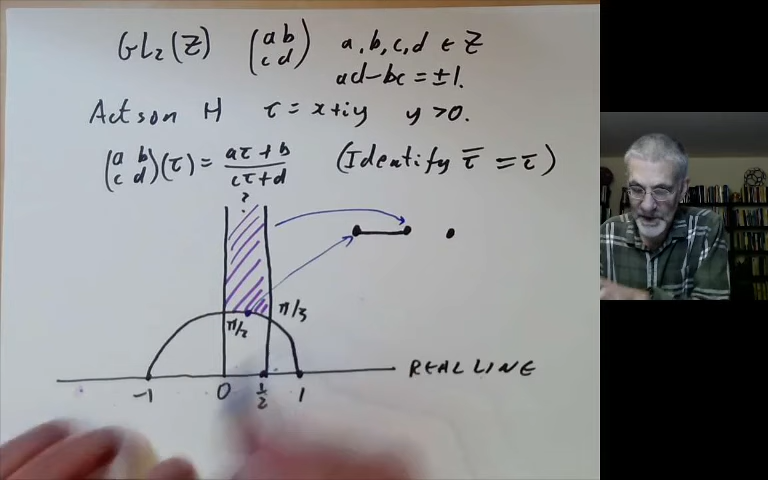 GL₂(Z) (a b c d) a,b,c,d ∈ Z
ad-bc = ±1.
Acts on H τ = x+iy y>0.
(a b c d)(τ) = aτ+b / cτ+d (Identify τ̄ = τ)
?
π/2 π/3
REAL LINE
-1 0 1/2 1